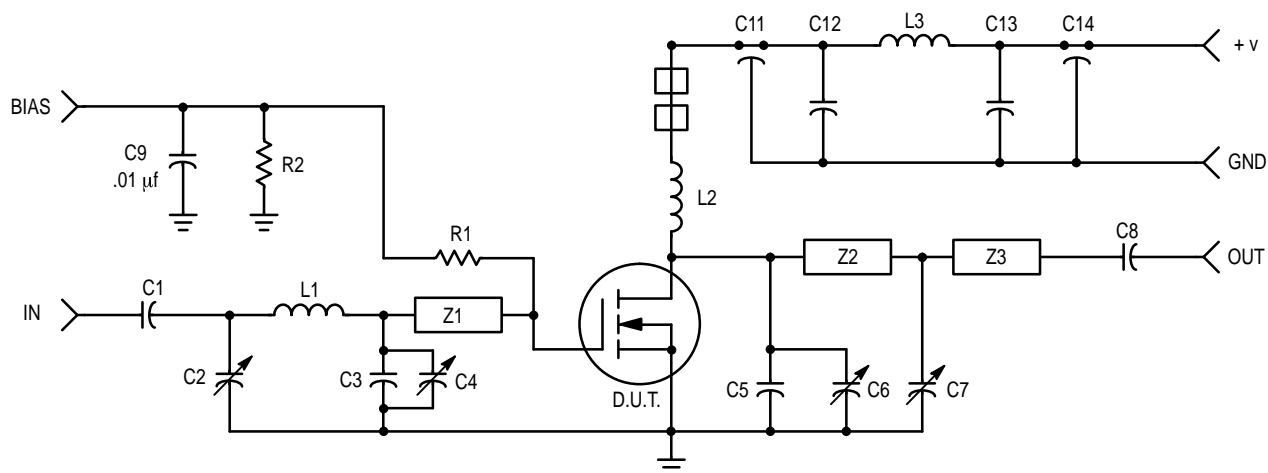 C11
C12
L3
C13
C14
+ v
BIAS
C9
.01 μf
R2
GND
L2
R1
C8
Z2
Z3
OUT
C1
L1
IN
Z1
C2
C3
C4
D.U.T.
C5
C6
C7